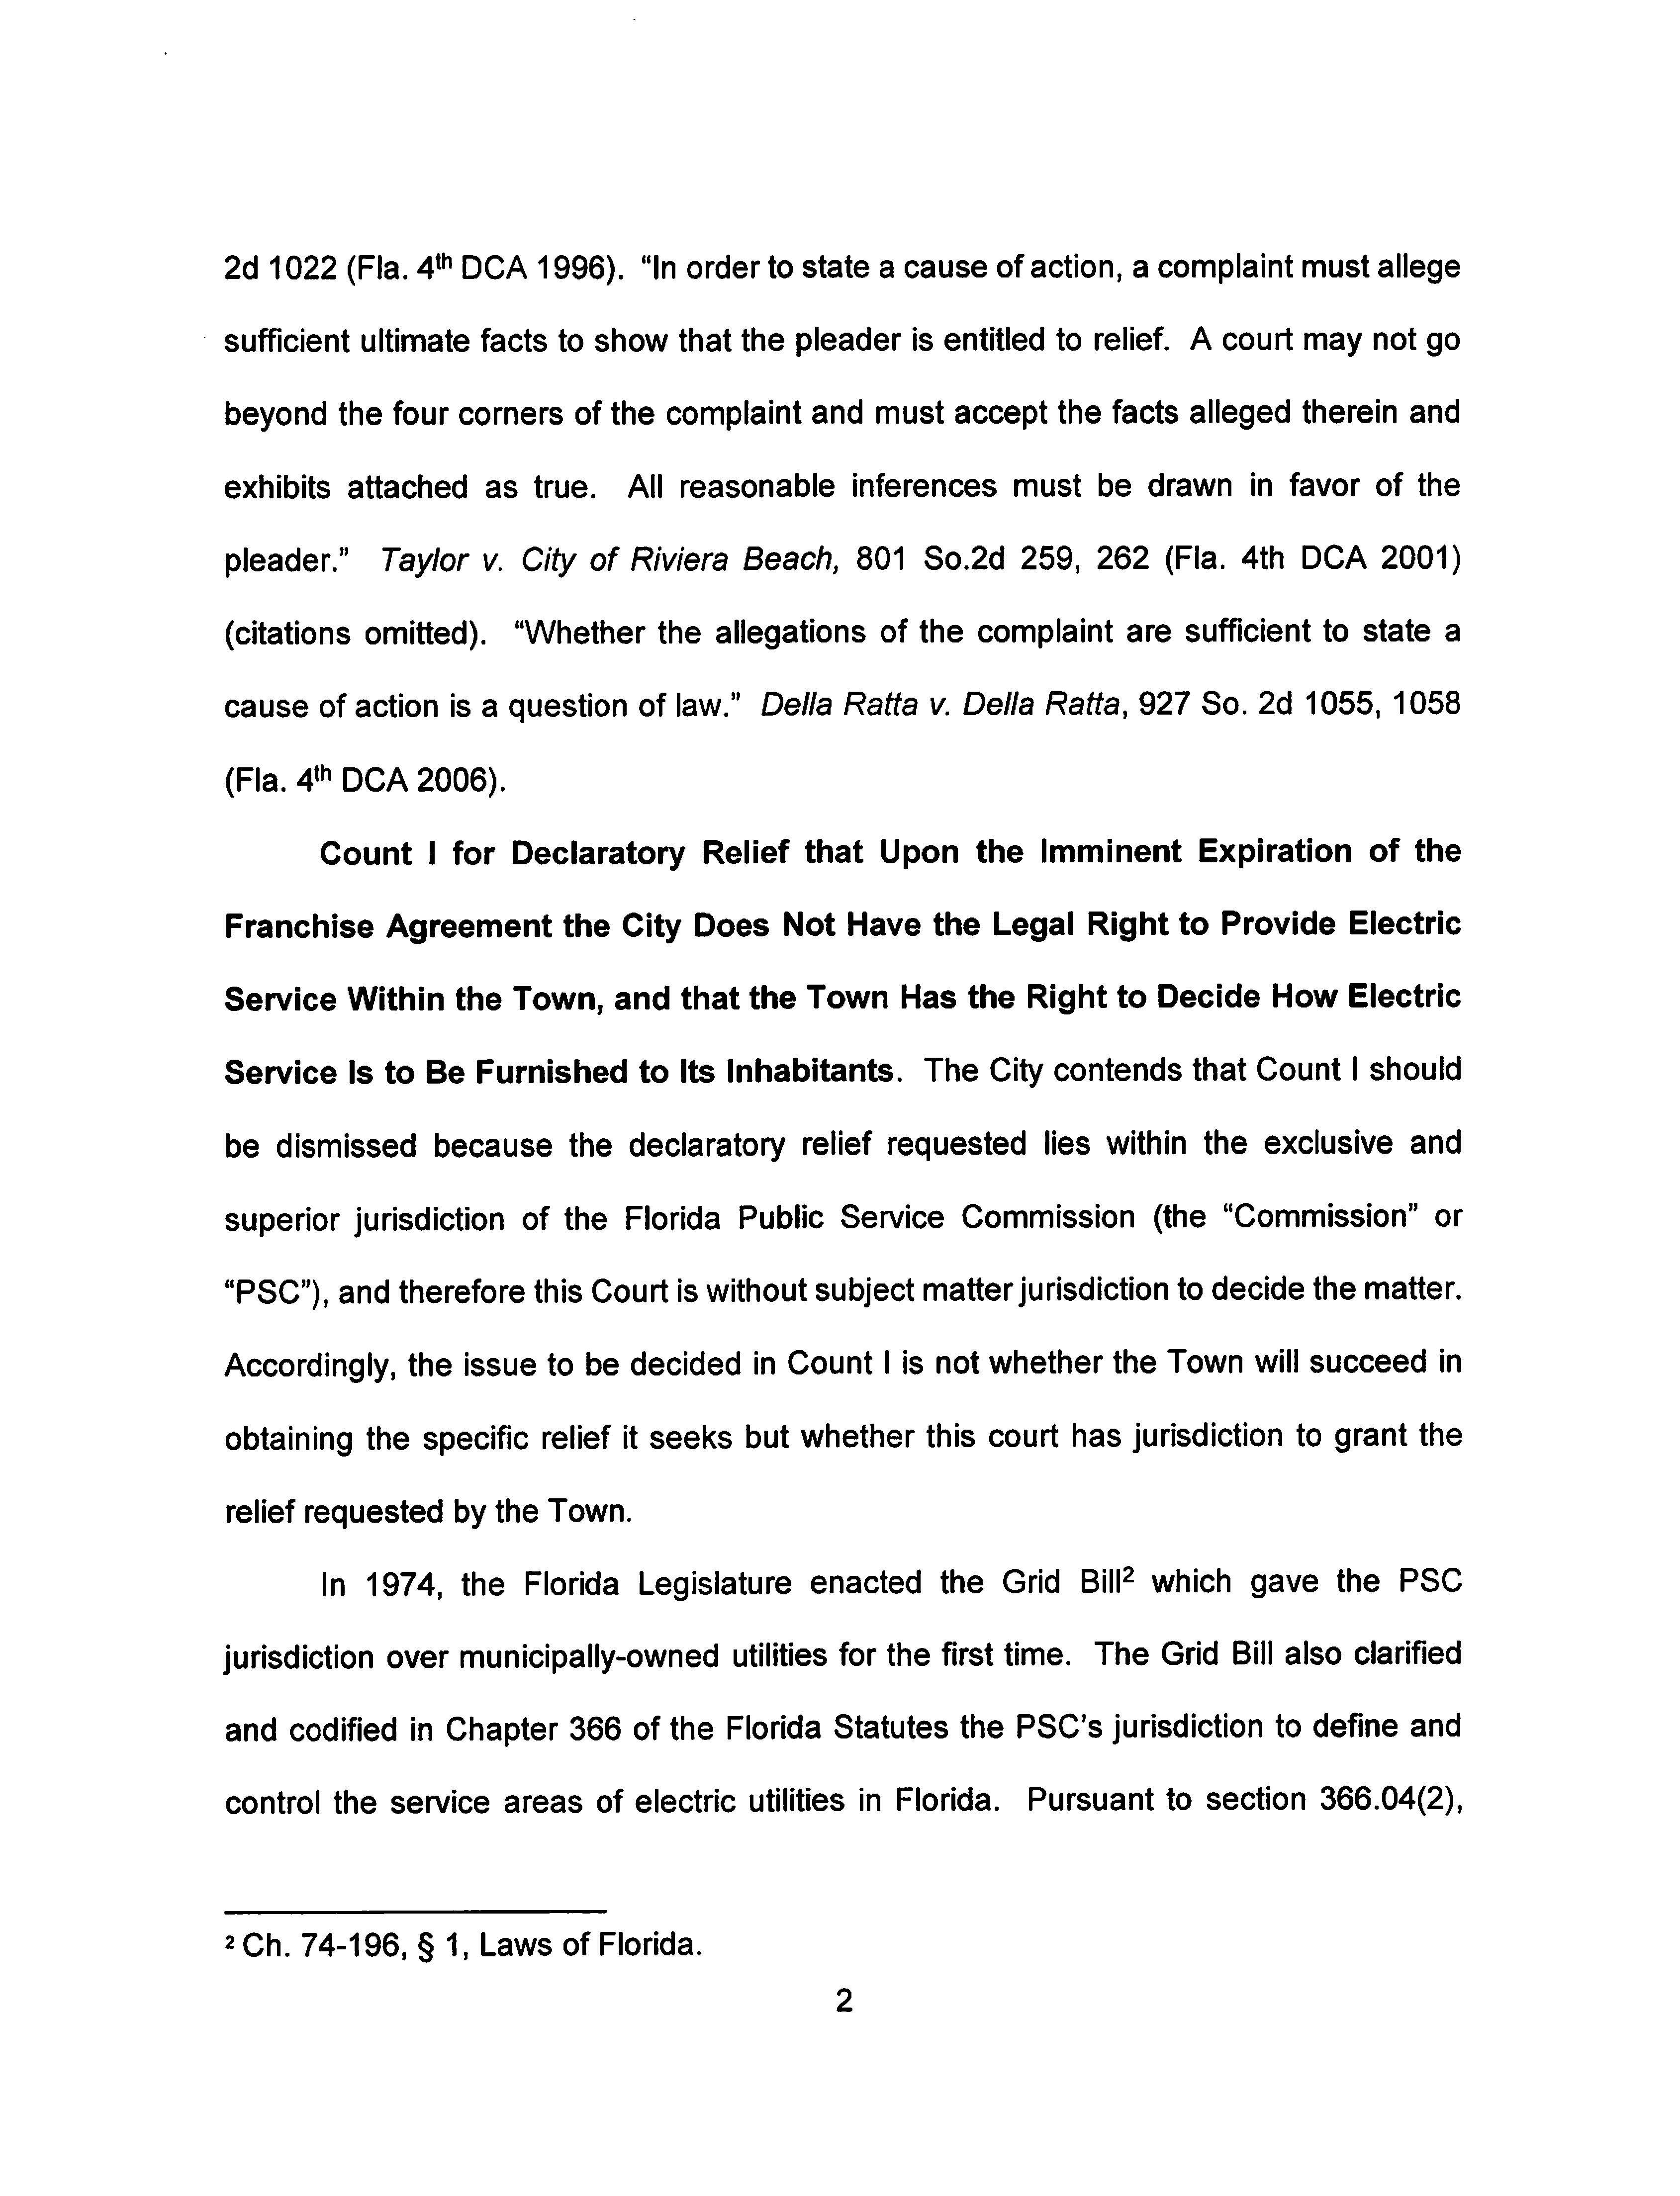 2d 1022 (Fla. 4th DCA 1996). “In order to state a cause of action, a complaint must allege
sufficient ultimate facts to show that the pleader is entitled to relief. A court may not go
beyond the four corners of the complaint and must accept the facts alleged therein and
exhibits attached as true. All reasonable inferences must be drawn in favor of the
pleader.” Taylor v. City of Riviera Beach, 801 So.2d 259, 262 (Fla. 4th DCA 2001)
(citations omitted). “Whether the allegations of the complaint are sufficient to state a
cause of action is a question of law.” Della Ratta v. Della Ratta, 927 So. 2d 1055, 1058
(Fla. 4th DCA 2006).
Count I for Declaratory Relief that Upon the Imminent Expiration of the
Franchise Agreement the City Does Not Have the Legal Right to Provide Electric
Service Within the Town, and that the Town Has the Right to Decide How Electric
Service Is to Be Furnished to Its Inhabitants. The City contends that Count I should
be dismissed because the declaratory relief requested lies within the exclusive and
superior jurisdiction of the Florida Public Service Commission (the “Commission” or
“PSC”), and therefore this Court is without subject matter jurisdiction to decide the matter.
Accordingly, the issue to be decided in Count I is not whether the Town will succeed in
obtaining the specific relief it seeks but whether this court has jurisdiction to grant the
relief requested by the Town.
In 1974, the Florida Legislature enacted the Grid Bill2 which gave the PSC
jurisdiction over municipally-owned utilities for the first time. The Grid Bill also clarified
and codified in Chapter 366 of the Florida Statutes the PSC’s jurisdiction to define and
control the service areas of electric utilities in Florida. Pursuant to section 366.04(2),
2 Ch. 74-196, § 1, Laws of Florida.
2